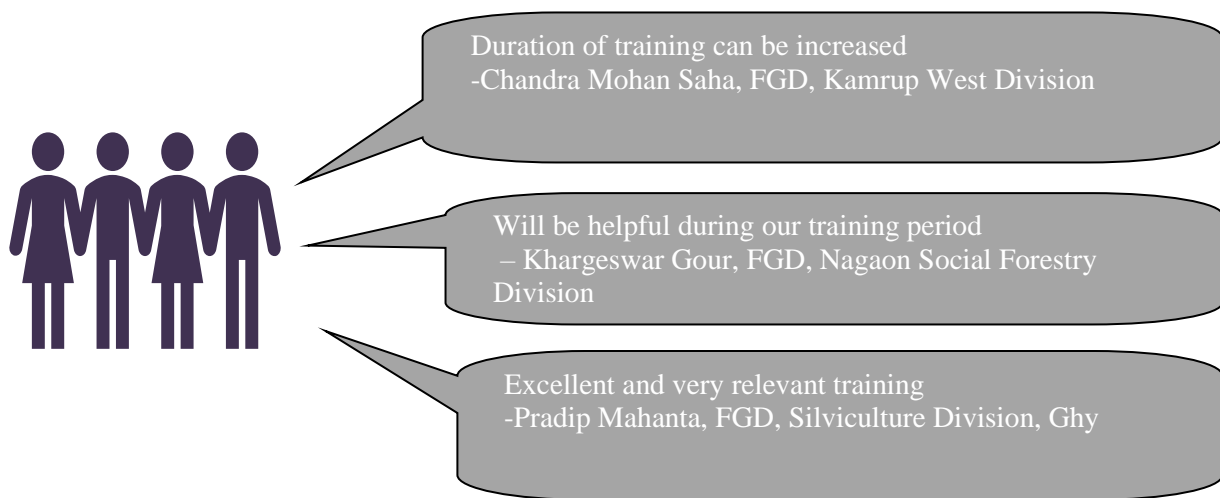 Duration of training can be increased
-Chandra Mohan Saha, FGD, Kamrup West Division
Will be helpful during our training period
– Khargeswar Gour, FGD, Nagaon Social Forestry
Division
Excellent and very relevant training
-Pradip Mahanta, FGD, Silviculture Division, Ghy